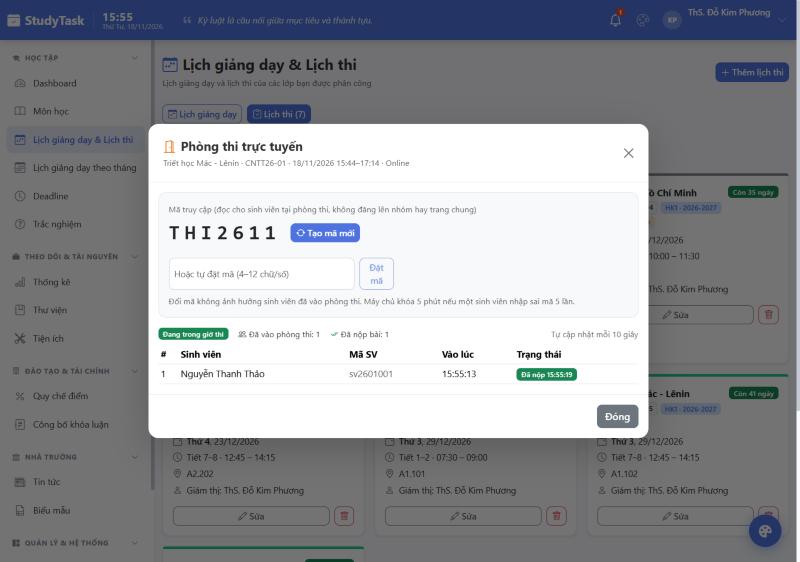 StudyTask
15:55
Thứ Tư, 18/11/2026
Kỷ luật là cầu nối giữa mục tiêu và thành tựu.
1
KP
ThS. Đỗ Kim Phương
HỌC TẬP
Dashboard
Môn học
Lịch giảng dạy & Lịch thi
Lịch giảng dạy theo tháng
Deadline
Trắc nghiệm
THEO DÕI & TÀI NGUYÊN
Thống kê
Thư viện
Tiện ích
ĐÀO TẠO & TÀI CHÍNH
Quy chế điểm
Công bố khóa luận
NHÀ TRƯỜNG
Tin tức
Biểu mẫu
QUẢN LÝ & HỆ THỐNG
Lịch giảng dạy & Lịch thi
Lịch giảng dạy và lịch thi của các lớp bạn được phân công
+ Thêm lịch thi
Lịch giảng dạy
Lịch thi (7)
Phòng thi trực tuyến
Triết học Mác - Lênin · CNTT26-01 · 18/11/2026 15:44–17:14 · Online
Mã truy cập (đọc cho sinh viên tại phòng thi, không đăng lên nhóm hay trang chung)
THI2611
Tạo mã mới
Hoặc tự đặt mã (4–12 chữ/số)
Đặt mã
Đổi mã không ảnh hưởng sinh viên đã vào phòng thi. Máy chủ khóa 5 phút nếu một sinh viên nhập sai mã 5 lần.
Đang trong giờ thi
Đã vào phòng thi: 1
Đã nộp bài: 1
Tự cập nhật mỗi 10 giây
# Sinh viên Mã SV Vào lúc Trạng thái
1 Nguyễn Thanh Thảo sv2601001 15:55:13 Đã nộp 15:55:19
Đóng
Chí Minh
Còn 35 ngày
HK1 · 2026-2027
/12/2026
10:00 – 11:30
ThS. Đỗ Kim Phương
Sửa
- Lênin
Còn 41 ngày
HK1 · 2026-2027
Thứ 4, 23/12/2026
Tiết 7–8 · 12:45 – 14:15
A2.202
Giám thị: ThS. Đỗ Kim Phương
Sửa
Thứ 3, 29/12/2026
Tiết 1–2 · 07:30 – 09:00
A1.101
Giám thị: ThS. Đỗ Kim Phương
Sửa
Thứ 3, 29/12/2026
Tiết 7–8 · 12:45 – 14:15
A1.102
Giám thị: ThS. Đỗ Kim Phương
Sửa